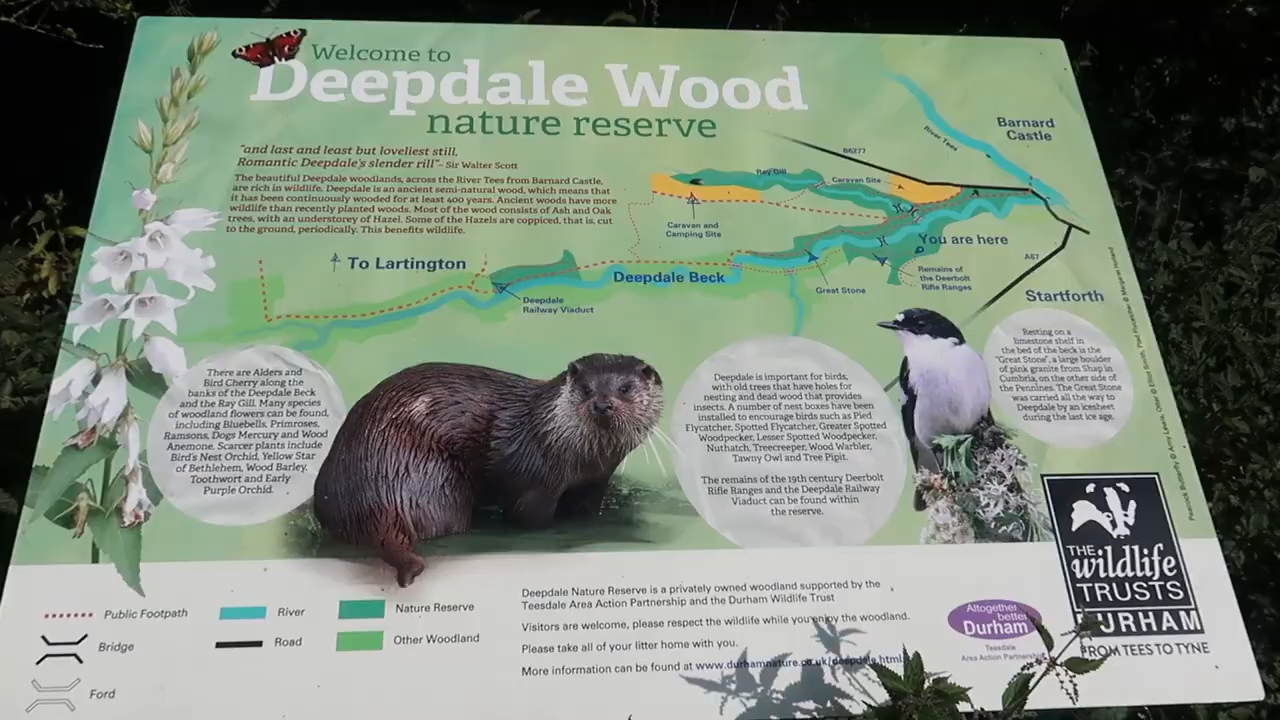 Welcome to
Deepdale Wood
nature reserve
"and last and least but loveliest still,
Romantic Deepdale's slender rill"- Sir Walter Scott
The beautiful Deepdale woodlands, across the River Tees from Barnard Castle,
are rich in wildlife. Deepdale is an ancient semi-natural wood, which means that
it has been continuously wooded for at least 400 years. Ancient woods have more
wildlife than recently planted woods. Most of the wood consists of Ash and Oak
trees, with an understorey of Hazel. Some of the Hazels are coppiced, that is, cut
to the ground, periodically. This benefits wildlife.
Barnard
Castle
River Tees
B6277
Ray Gill
Caravan Site
Caravan and
Camping Site
You are here
A67
To Lartington
Deepdale Beck
Remains of
the Deerbolt
Rifle Ranges
Great Stone
Startforth
Deepdale
Railway Viaduct
There are Alders and
Bird Cherry along the
banks of the Deepdale Beck
and the Ray Gill. Many species
of woodland flowers can be found,
including Bluebells, Primroses,
Ramsons, Dogs Mercury and Wood
Anemone. Scarcer plants include
Bird's Nest Orchid, Yellow Star
of Bethlehem, Wood Barley,
Toothwort and Early
Purple Orchid.
Deepdale is important for birds,
with old trees that have holes for
nesting and dead wood that provides
insects. A number of nest boxes have been
installed to encourage birds such as Pied
Flycatcher, Spotted Flycatcher, Greater Spotted
Woodpecker, Lesser Spotted Woodpecker,
Nuthatch, Treecreeper, Wood Warbler,
Tawny Owl and Tree Pipit.
The remains of the 19th century Deerbolt
Rifle Ranges and the Deepdale Railway
Viaduct can be found within
the reserve.
Resting on a
limestone shelf in
the bed of the beck is the
"Great Stone", a large boulder
of pink granite from Shap in
Cumbria, on the other side of
the Pennines. The Great Stone
was carried all the way to
Deepdale by an icesheet
during the last ice age.
Peacock Butterfly © Amy Lewis, Otter © Elliot Smith, Pied Flycatcher © Margaret Holland
THE
wildlife
TRUSTS
DURHAM
FROM TEES TO TYNE
Public Footpath
River
Nature Reserve
Bridge
Road
Other Woodland
Ford
Deepdale Nature Reserve is a privately owned woodland supported by the
Teesdale Area Action Partnership and the Durham Wildlife Trust
Visitors are welcome, please respect the wildlife while you enjoy the woodland.
Please take all of your litter home with you.
More information can be found at www.durhamnature.co.uk/deepdale.html
Altogether
better
Durham
Teesdale
Area Action Partnership